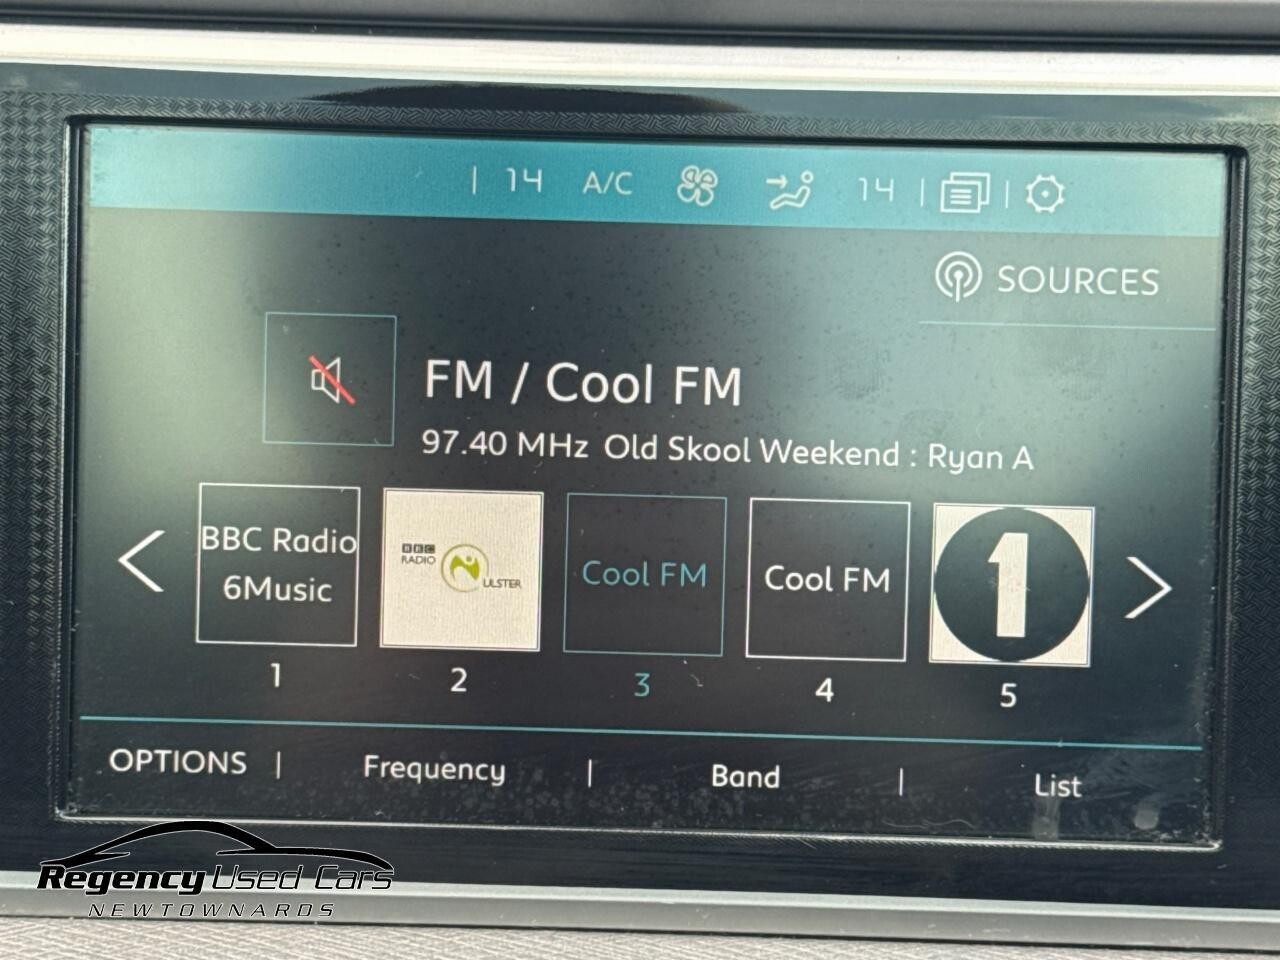 14 A/C 14
SOURCES
FM / Cool FM
97.40 MHz Old Skool Weekend : Ryan A
BBC Radio
6Music
BBC
RADIO
ULSTER
Cool FM
Cool FM
1
1 2 3 4 5
OPTIONS | Frequency | Band | List
Regency Used Cars
NEWTOWNARDS